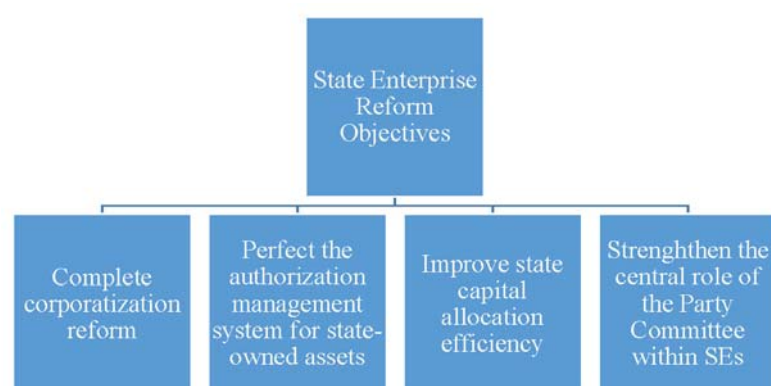 State Enterprise
Reform
Objectives
Complete
corporatization
reform
Perfect the
authorization
management
system for state-
owned assets
Improve state
capital
allocation
efficiency
Strenghthen the
central role of
the Party
Committee
within SEs